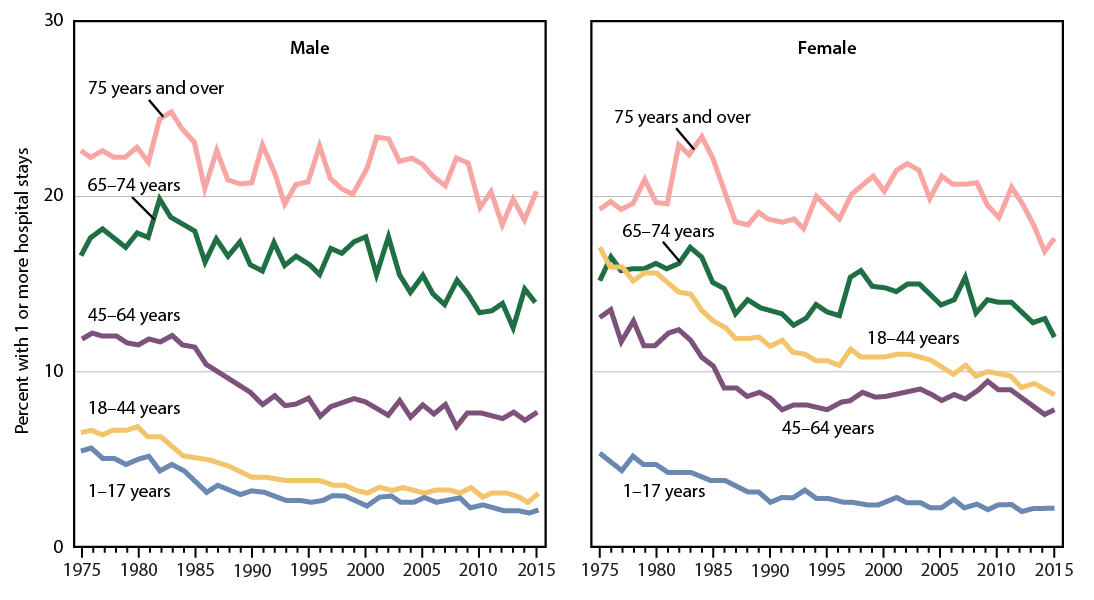 Percent with 1 or more hospital stays
30
20
10
0
Male
75 years and over
65–74 years
45–64 years
18–44 years
1–17 years
1975 1980 1985 1990 1995 2000 2005 2010 2015
Female
75 years and over
65–74 years
18–44 years
45–64 years
1–17 years
1975 1980 1985 1990 1995 2000 2005 2010 2015